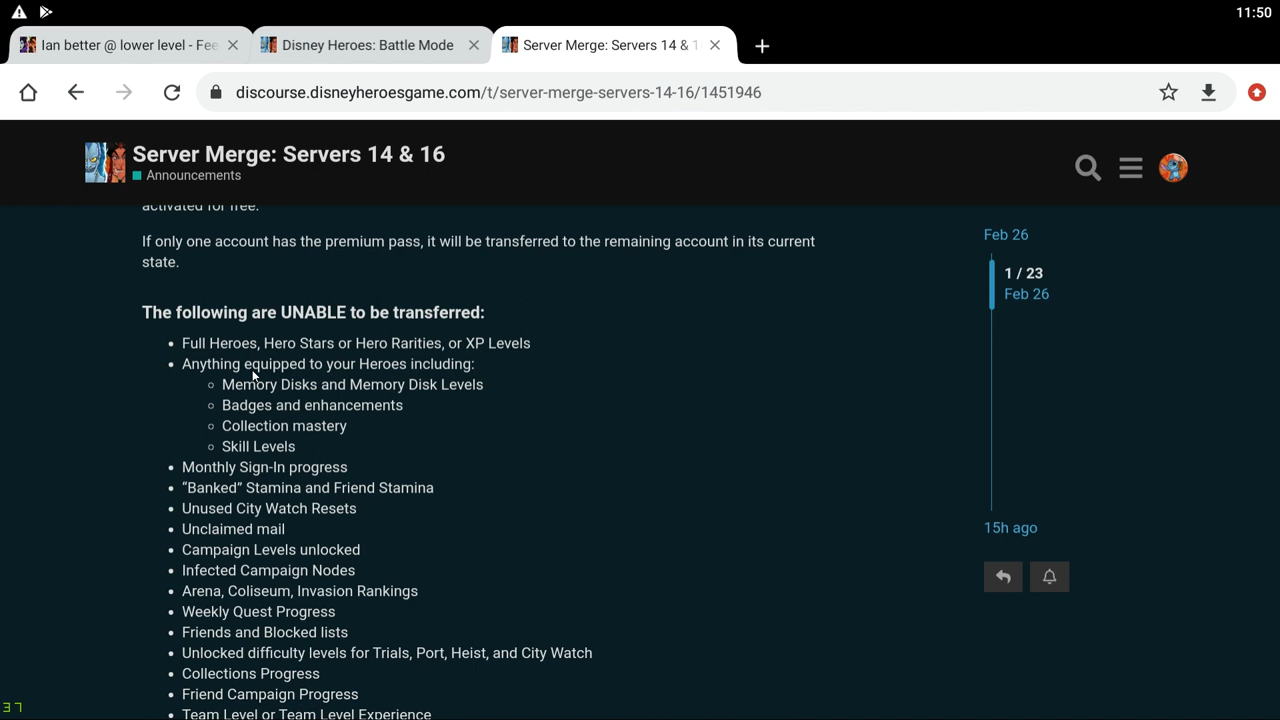 11:50
Ian better @ lower level - Fee
Disney Heroes: Battle Mode
Server Merge: Servers 14 & 1
discourse.disneyheroesgame.com/t/server-merge-servers-14-16/1451946
Server Merge: Servers 14 & 16
Announcements
activated for free.
If only one account has the premium pass, it will be transferred to the remaining account in its current
state.
The following are UNABLE to be transferred:
• Full Heroes, Hero Stars or Hero Rarities, or XP Levels
• Anything equipped to your Heroes including:
◦ Memory Disks and Memory Disk Levels
◦ Badges and enhancements
◦ Collection mastery
◦ Skill Levels
• Monthly Sign-In progress
• “Banked” Stamina and Friend Stamina
• Unused City Watch Resets
• Unclaimed mail
• Campaign Levels unlocked
• Infected Campaign Nodes
• Arena, Coliseum, Invasion Rankings
• Weekly Quest Progress
• Friends and Blocked lists
• Unlocked difficulty levels for Trials, Port, Heist, and City Watch
• Collections Progress
• Friend Campaign Progress
• Team Level or Team Level Experience
Feb 26
1 / 23
Feb 26
15h ago
37